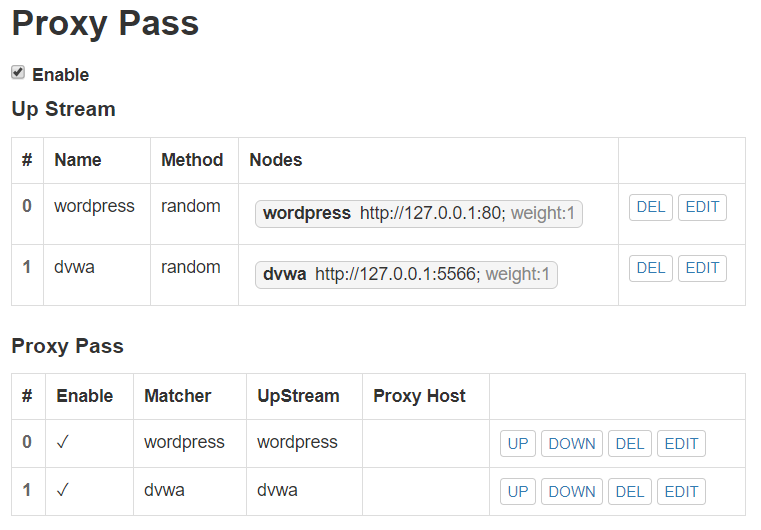 Proxy Pass
Enable
Up Stream
# Name Method Nodes
0 wordpress random wordpress http://127.0.0.1:80; weight:1 DEL EDIT
1 dvwa random dvwa http://127.0.0.1:5566; weight:1 DEL EDIT
Proxy Pass
# Enable Matcher UpStream Proxy Host
0 ✓ wordpress wordpress UP DOWN DEL EDIT
1 ✓ dvwa dvwa UP DOWN DEL EDIT